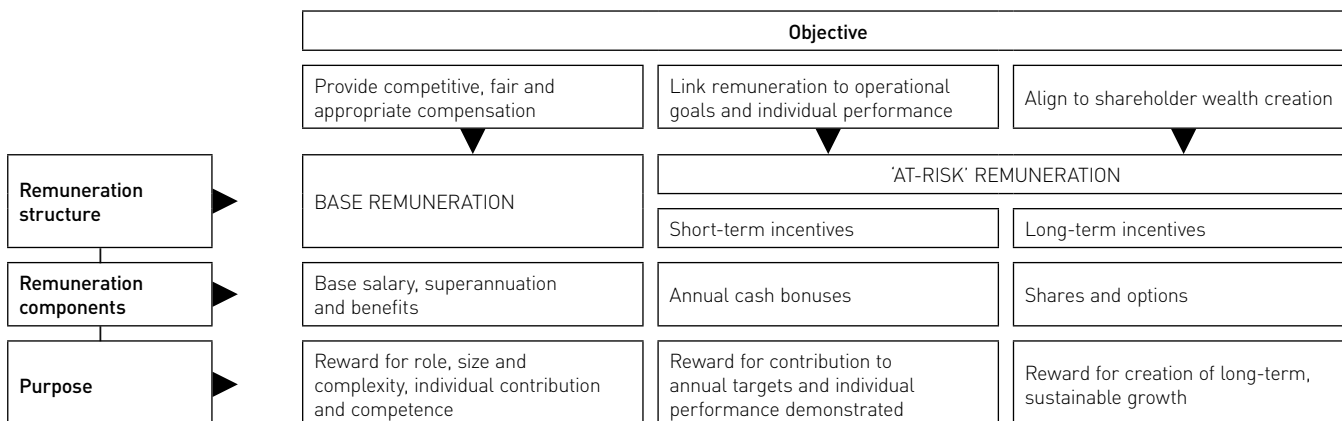 Objective
Provide competitive, fair and
appropriate compensation
Link remuneration to operational
goals and individual performance
Align to shareholder wealth creation
Remuneration
structure
BASE REMUNERATION
‘AT-RISK’ REMUNERATION
Short-term incentives
Long-term incentives
Remuneration
components
Base salary, superannuation
and benefits
Annual cash bonuses
Shares and options
Purpose
Reward for role, size and
complexity, individual contribution
and competence
Reward for contribution to
annual targets and individual
performance demonstrated
Reward for creation of long-term,
sustainable growth